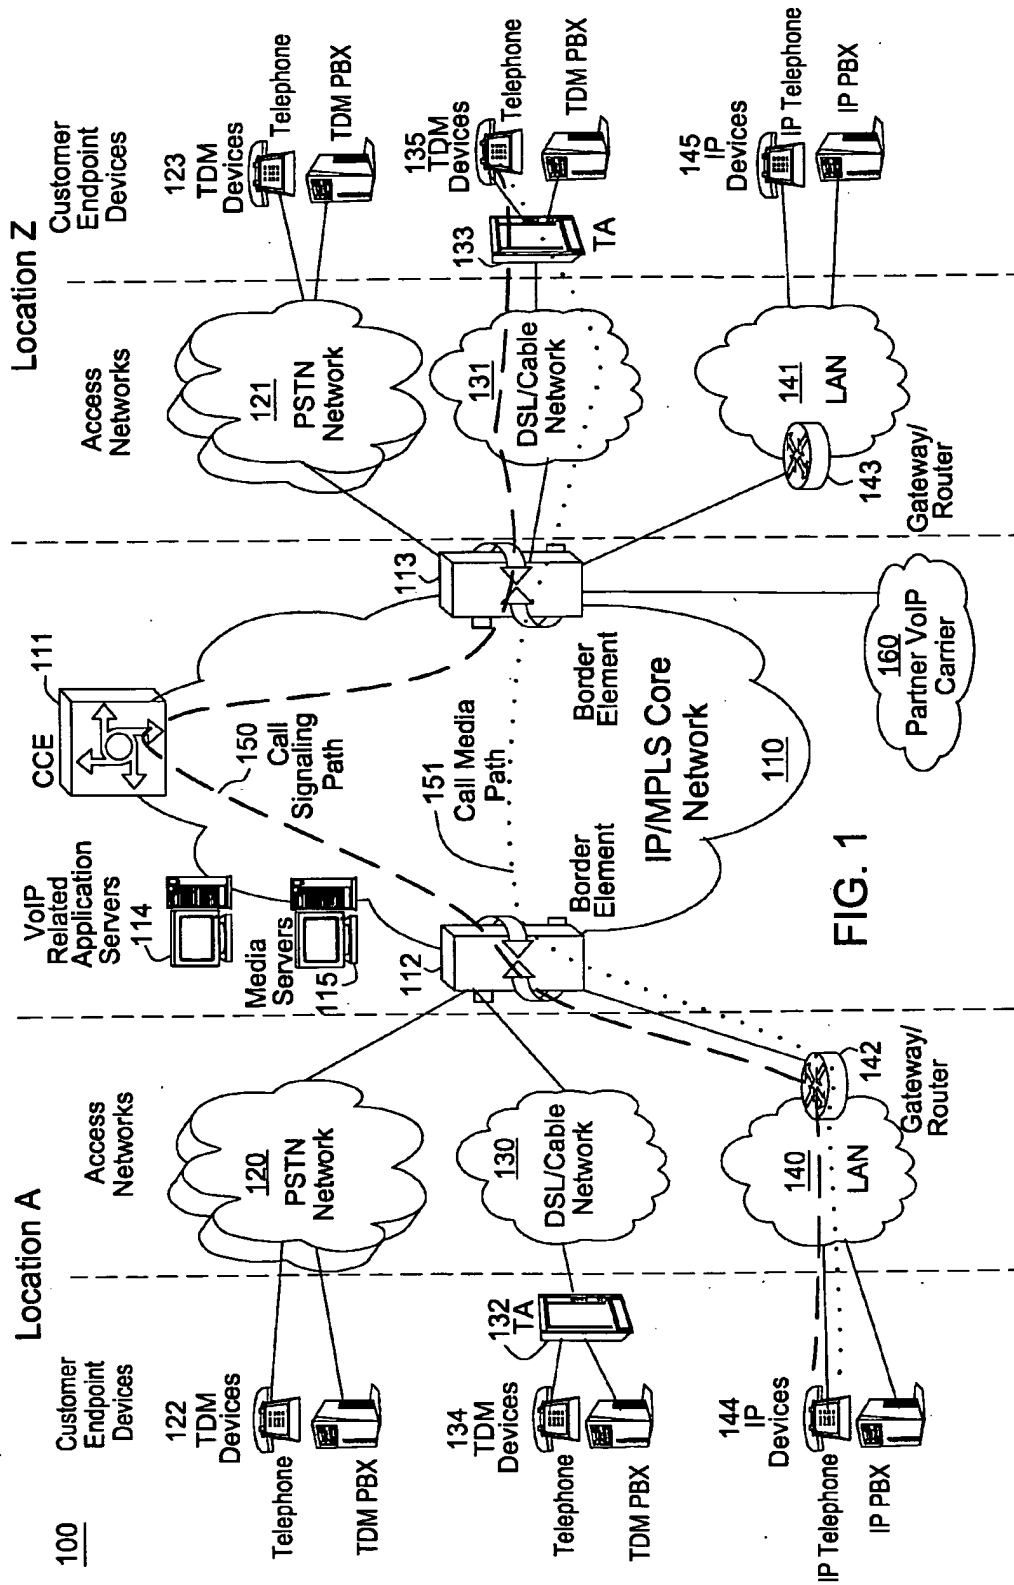 100
Location A
Location Z
Customer
Endpoint
Devices
Access
Networks
VoIP
Related
Application
Servers
114
CCE
111
Access
Networks
Customer
Endpoint
Devices
122
TDM
Devices
Telephone
TDM PBX
120
PSTN
Network
Media
Servers
115
150
Call
Signaling
Path
121
PSTN
Network
123
TDM
Devices
Telephone
TDM PBX
134
TDM
Devices
Telephone
TDM PBX
132
TA
130
DSL/Cable
Network
112
Border
Element
151
Call Media
Path
113
Border
Element
131
DSL/Cable
Network
133
TA
135
TDM
Devices
Telephone
TDM PBX
IP/MPLS Core
Network
110
144
IP
Devices
IP Telephone
IP PBX
140
LAN
142
Gateway/
Router
160
Partner VoIP
Carrier
141
LAN
143
Gateway/
Router
145
IP
Devices
IP Telephone
IP PBX
FIG. 1